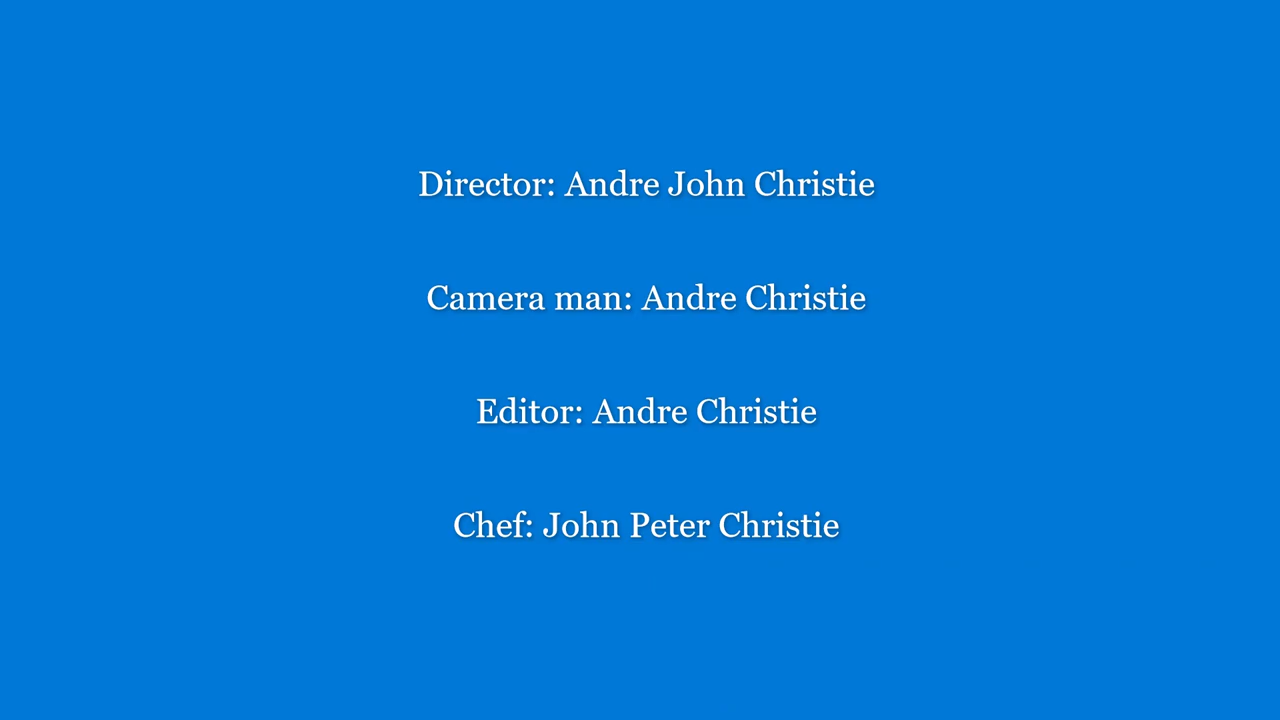 Director: Andre John Christie
Camera man: Andre Christie
Editor: Andre Christie
Chef: John Peter Christie